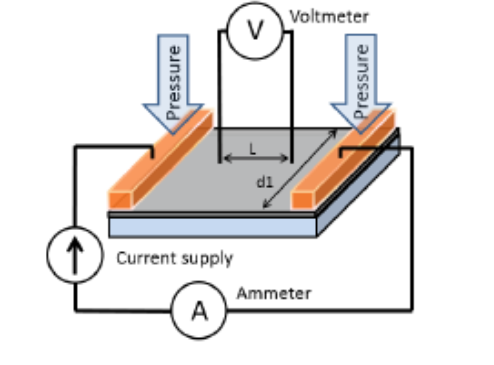 Voltmeter
V
Pressure
Pressure
L
d1
Current supply
Ammeter
A